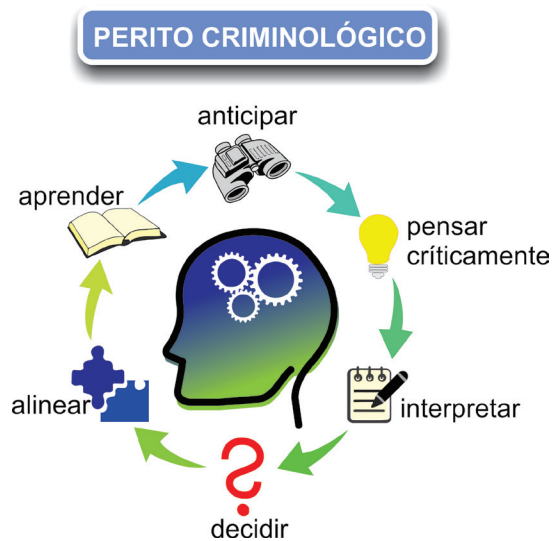 PERITO CRIMINOLÓGICO
anticipar
pensar
críticamente
interpretar
decidir
alinear
aprender